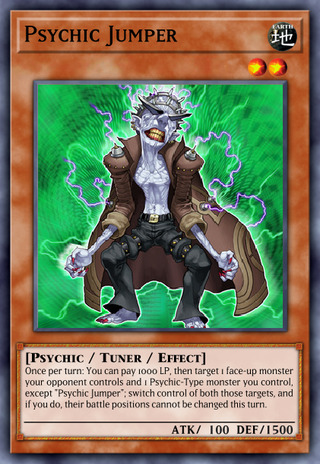 Psychic Jumper
EARTH
地
[Psychic / Tuner / Effect]
Once per turn: You can pay 1000 LP, then target 1 face-up monster
your opponent controls and 1 Psychic-Type monster you control,
except "Psychic Jumper"; switch control of both those targets, and
if you do, their battle positions cannot be changed this turn.
ATK/ 100 DEF/1500